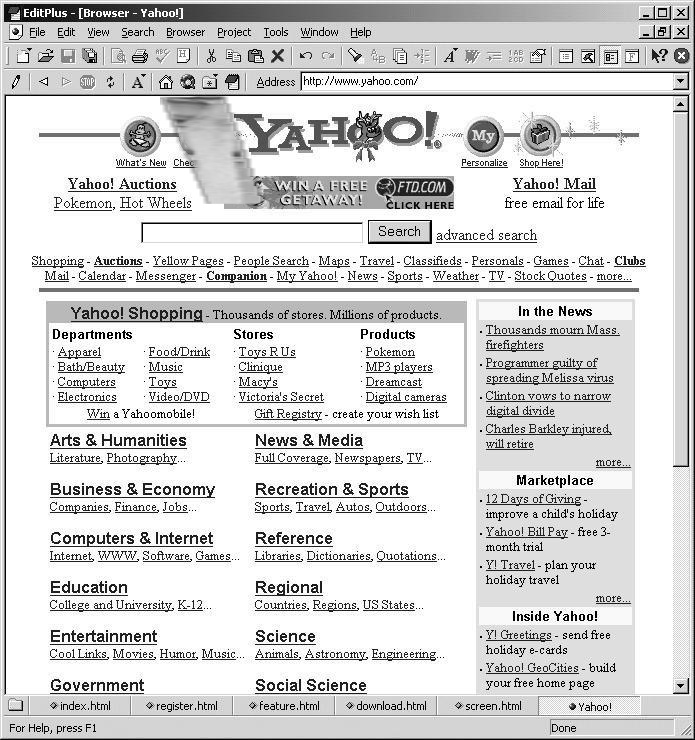 EditPlus - [Browser - Yahoo!]
File Edit View Search Browser Project Tools Window Help
Address http://www.yahoo.com/
YAHOO!
My
What's New Chec
Personalize Shop Here!
Yahoo! Auctions
Pokemon, Hot Wheels
WIN A FREE GETAWAY! FTD.COM CLICK HERE
Yahoo! Mail
free email for life
Search advanced search
Shopping - Auctions - Yellow Pages - People Search - Maps - Travel - Classifieds - Personals - Games - Chat - Clubs
Mail - Calendar - Messenger - Companion - My Yahoo! - News - Sports - Weather - TV - Stock Quotes - more...
Yahoo! Shopping - Thousands of stores. Millions of products.
Departments Stores Products
· Apparel · Food/Drink · Toys R Us · Pokemon
· Bath/Beauty · Music · Clinique · MP3 players
· Computers · Toys · Macy's · Dreamcast
· Electronics · Video/DVD · Victoria's Secret · Digital cameras
Win a Yahoomobile! Gift Registry - create your wish list
Arts & Humanities
Literature, Photography...
News & Media
Full Coverage, Newspapers, TV...
Business & Economy
Companies, Finance, Jobs...
Recreation & Sports
Sports, Travel, Autos, Outdoors...
Computers & Internet
Internet, WWW, Software, Games...
Reference
Libraries, Dictionaries, Quotations...
Education
College and University, K-12...
Regional
Countries, Regions, US States...
Entertainment
Cool Links, Movies, Humor, Music...
Science
Animals, Astronomy, Engineering...
Government
Social Science
In the News
· Thousands mourn Mass.
firefighters
· Programmer guilty of
spreading Melissa virus
· Clinton vows to narrow
digital divide
· Charles Barkley injured,
will retire
more...
Marketplace
· 12 Days of Giving -
improve a child's holiday
· Yahoo! Bill Pay - free 3-
month trial
· Y! Travel - plan your
holiday travel
more...
Inside Yahoo!
· Y! Greetings - send free
holiday e-cards
· Yahoo! GeoCities - build
your free home page
index.html register.html feature.html download.html screen.html Yahoo!
For Help, press F1 Done